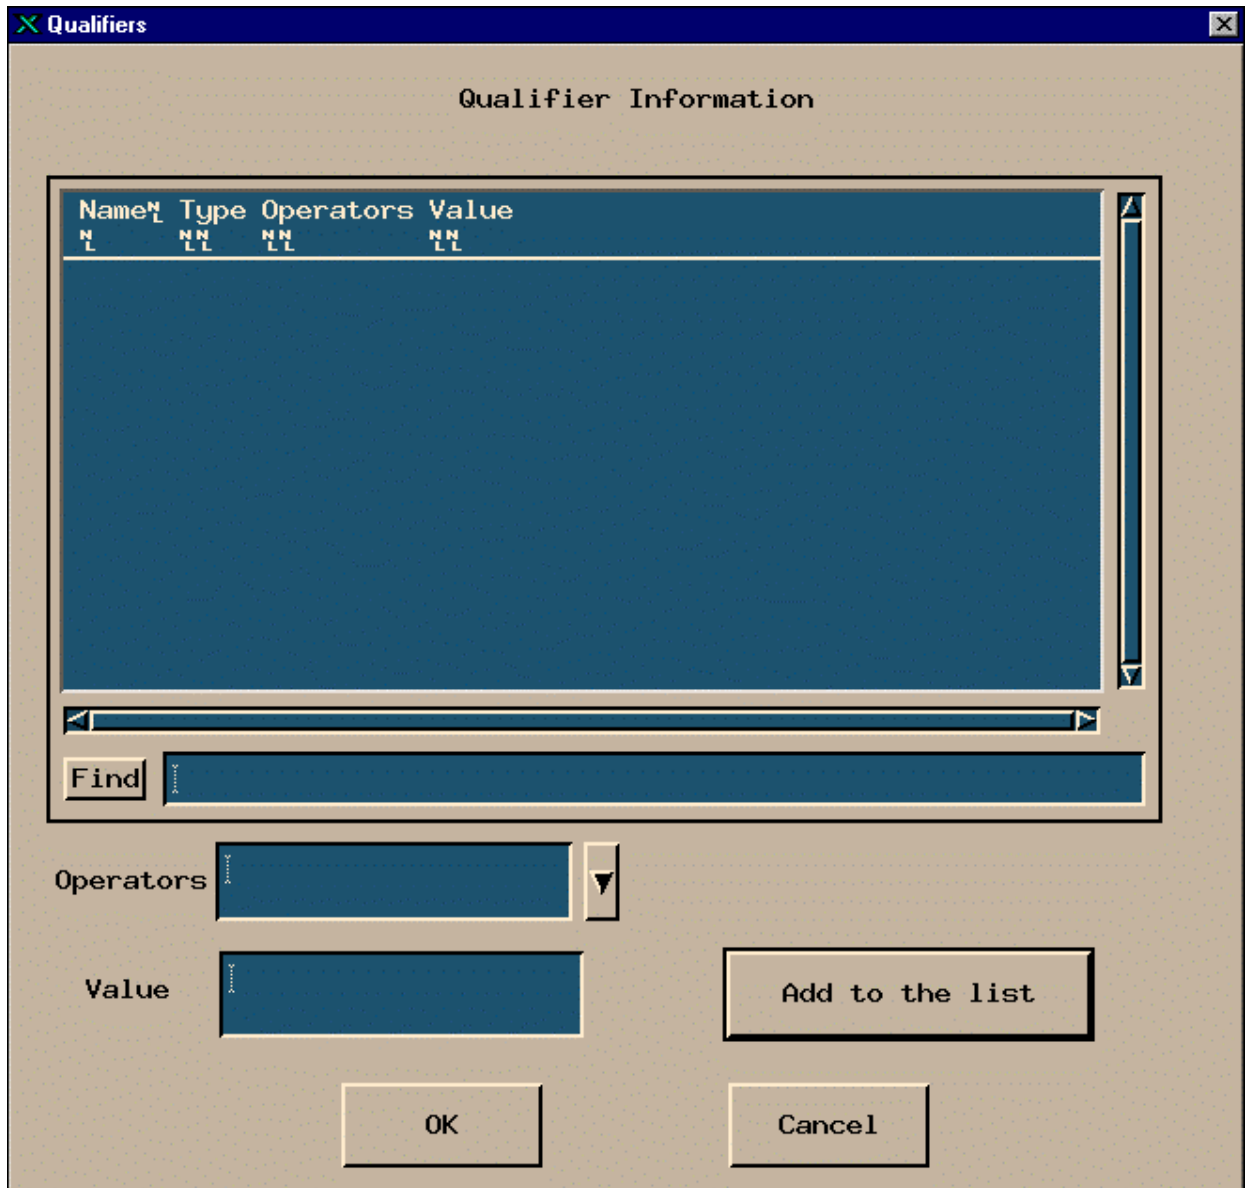 Qualifiers
Qualifier Information
Name␤ Type Operators Value
␤ ␤␤ ␤␤ ␤␤
Find
Operators
Value
Add to the list
OK
Cancel